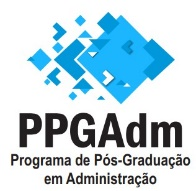 PPGAdm
Programa de Pós-Graduação
em Administração